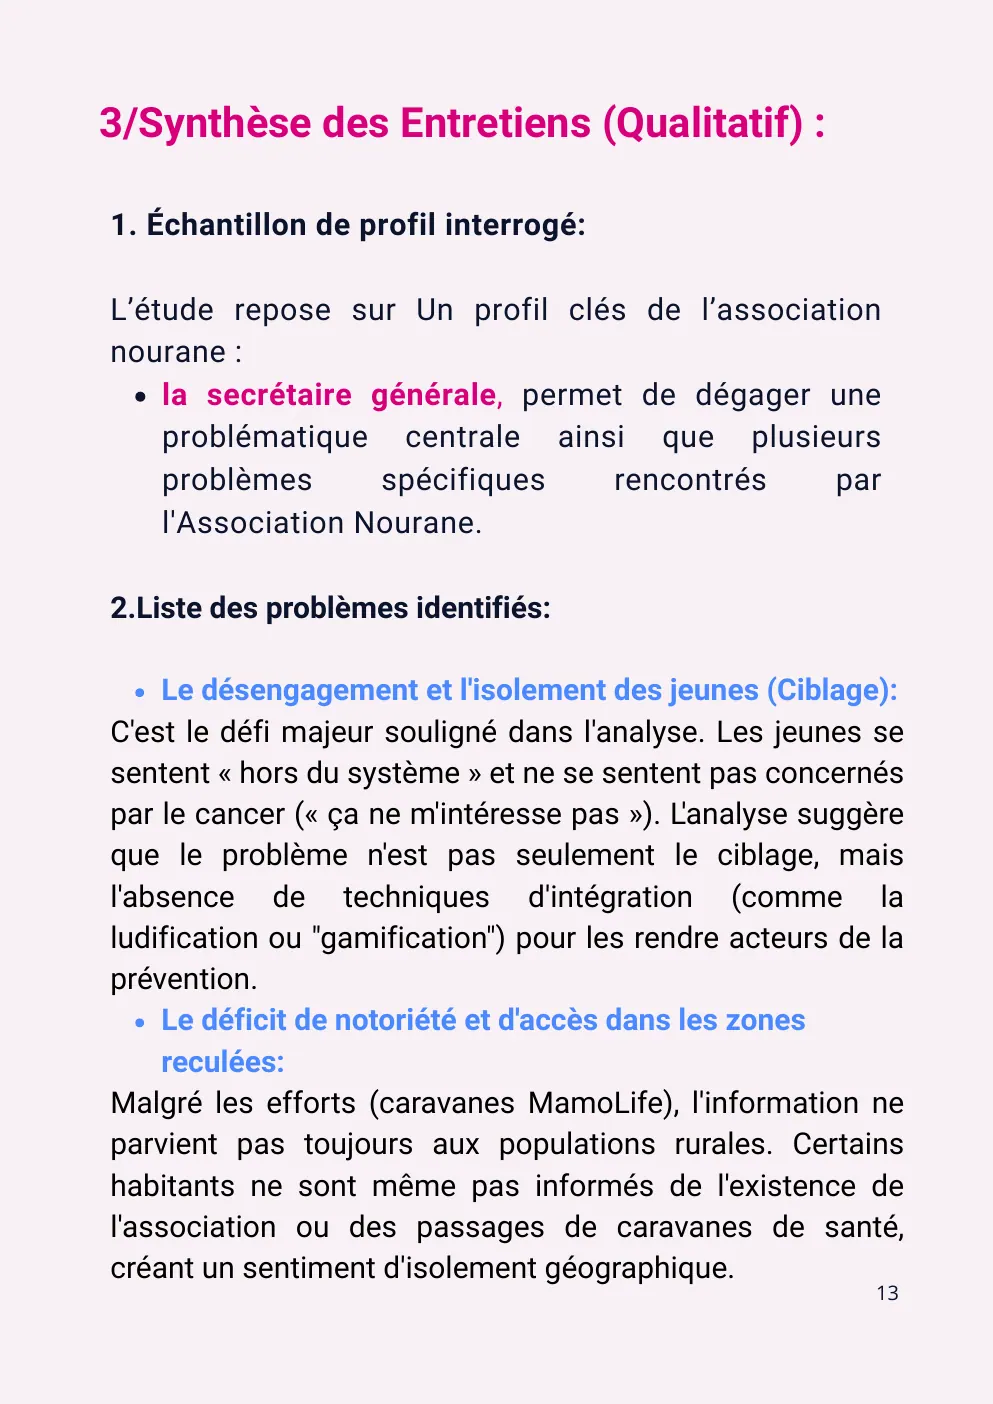 3/Synthèse des Entretiens (Qualitatif) :
1. Échantillon de profil interrogé:
L’étude repose sur Un profil clés de l’association
nourane :
• la secrétaire générale, permet de dégager une
problématique centrale ainsi que plusieurs
problèmes spécifiques rencontrés par
l'Association Nourane.
2.Liste des problèmes identifiés:
• Le désengagement et l'isolement des jeunes (Ciblage):
C'est le défi majeur souligné dans l'analyse. Les jeunes se
sentent « hors du système » et ne se sentent pas concernés
par le cancer (« ça ne m'intéresse pas »). L'analyse suggère
que le problème n'est pas seulement le ciblage, mais
l'absence de techniques d'intégration (comme la
ludification ou "gamification") pour les rendre acteurs de la
prévention.
• Le déficit de notoriété et d'accès dans les zones
reculées:
Malgré les efforts (caravanes MamoLife), l'information ne
parvient pas toujours aux populations rurales. Certains
habitants ne sont même pas informés de l'existence de
l'association ou des passages de caravanes de santé,
créant un sentiment d'isolement géographique.
13